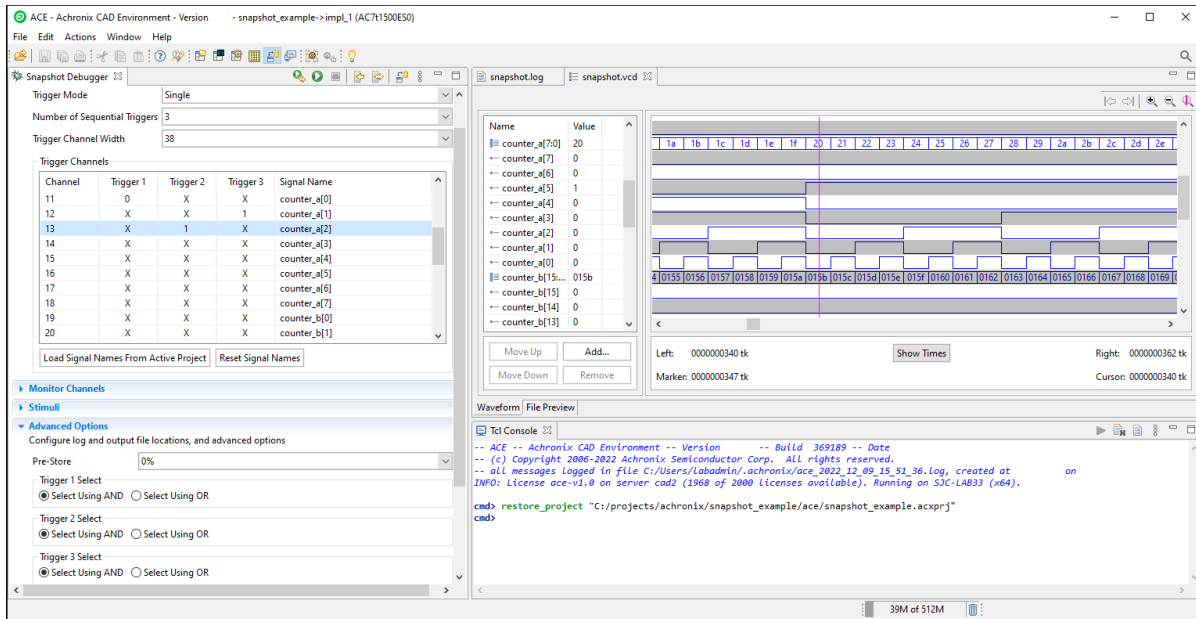 ACE - Achronix CAD Environment - Version - snapshot_example->impl_1 (AC7t1500ES0)
File Edit Actions Window Help
Snapshot Debugger
Trigger Mode Single
Number of Sequential Triggers 3
Trigger Channel Width 38
Trigger Channels
Channel Trigger 1 Trigger 2 Trigger 3 Signal Name
11 0 X X counter_a[0]
12 X X 1 counter_a[1]
13 X 1 X counter_a[2]
14 X X X counter_a[3]
15 X X X counter_a[4]
16 X X X counter_a[5]
17 X X X counter_a[6]
18 X X X counter_a[7]
19 X X X counter_b[0]
20 X X X counter_b[1]
Load Signal Names From Active Project Reset Signal Names
Monitor Channels
Stimuli
Advanced Options
Configure log and output file locations, and advanced options
Pre-Store 0%
Trigger 1 Select
Select Using AND Select Using OR
Trigger 2 Select
Select Using AND Select Using OR
Trigger 3 Select
Select Using AND Select Using OR
snapshot.log snapshot.vcd
Name Value
counter_a[7:0] 20
counter_a[7] 0
counter_a[6] 0
counter_a[5] 1
counter_a[4] 0
counter_a[3] 0
counter_a[2] 0
counter_a[1] 0
counter_a[0] 0
counter_b[15:... 015b
counter_b[15] 0
counter_b[14] 0
counter_b[13] 0
1a 1b 1c 1d 1e 1f 20 21 22 23 24 25 26 27 28 29 2a 2b 2c 2d 2e
4 0155 0156 0157 0158 0159 015a 015b 015c 015d 015e 015f 0160 0161 0162 0163 0164 0165 0166 0167 0168 0169
Move Up Add...
Move Down Remove
Left: 0000000340 tk Show Times Right: 0000000362 tk
Marker: 0000000347 tk Cursor: 0000000340 tk
Waveform File Preview
Tcl Console
-- ACE -- Achronix CAD Environment -- Version -- Build 369189 -- Date
-- (c) Copyright 2006-2022 Achronix Semiconductor Corp. All rights reserved.
-- all messages logged in file C:/Users/labadmin/.achronix/ace_2022_12_09_15_51_36.log, created at on
INFO: License ace-v1.0 on server cad2 (1968 of 2000 licenses available). Running on SJC-LAB33 (x64).
cmd> restore_project "C:/projects/achronix/snapshot_example/ace/snapshot_example.acxprj"
cmd>
39M of 512M